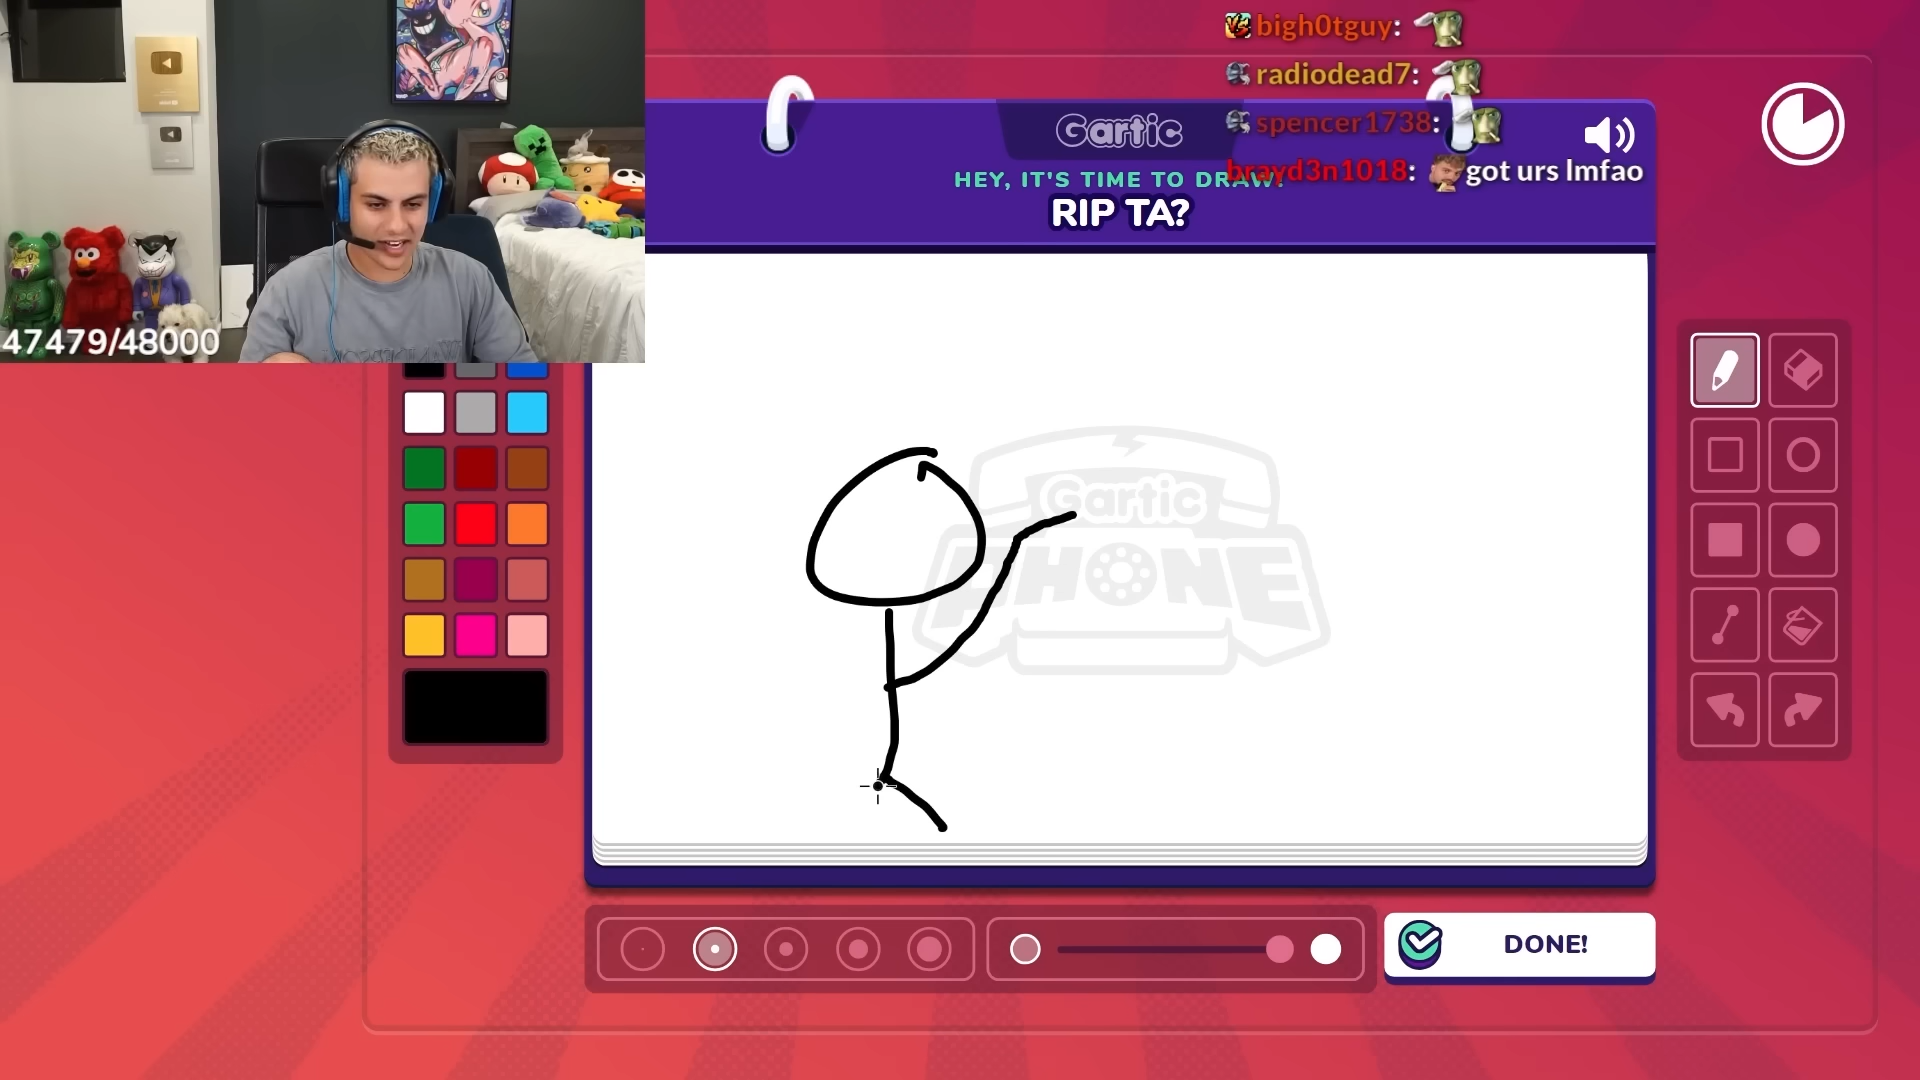 bigh0tguy:
radiodead7:
Gartic
spencer1738:
HEY, IT'S TIME TO DRAW!
brayd3n1018: got urs lmfao
RIP TA?
47479/48000
Gartic
PHONE
DONE!